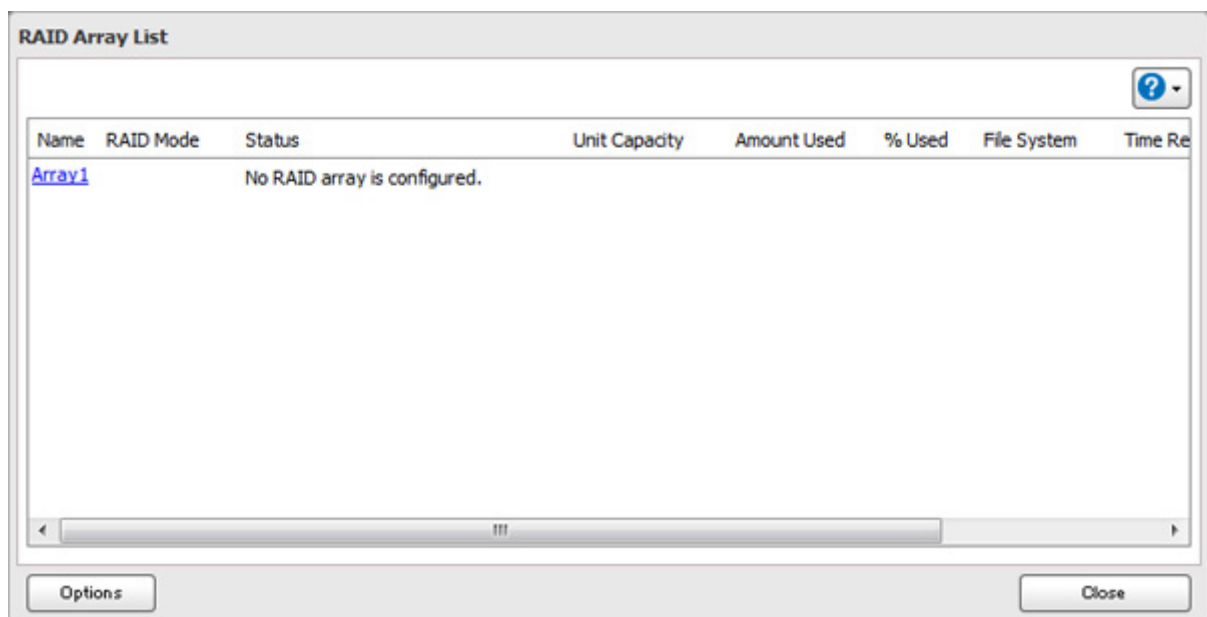 RAID Array List
Name RAID Mode Status Unit Capacity Amount Used % Used File System Time Re
Array1 No RAID array is configured.
Options Close